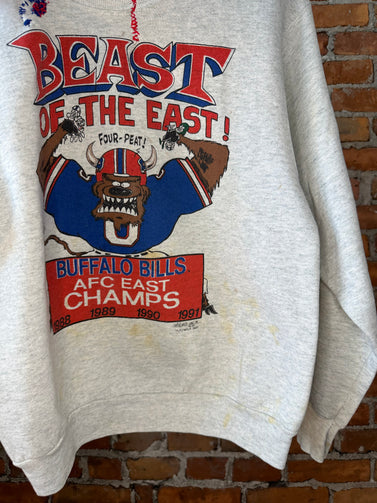 BEAST
OF THE EAST!
FOUR-PEAT!
BUFFALO BILLS
AFC EAST
CHAMPS
1988 1989 1990 1991